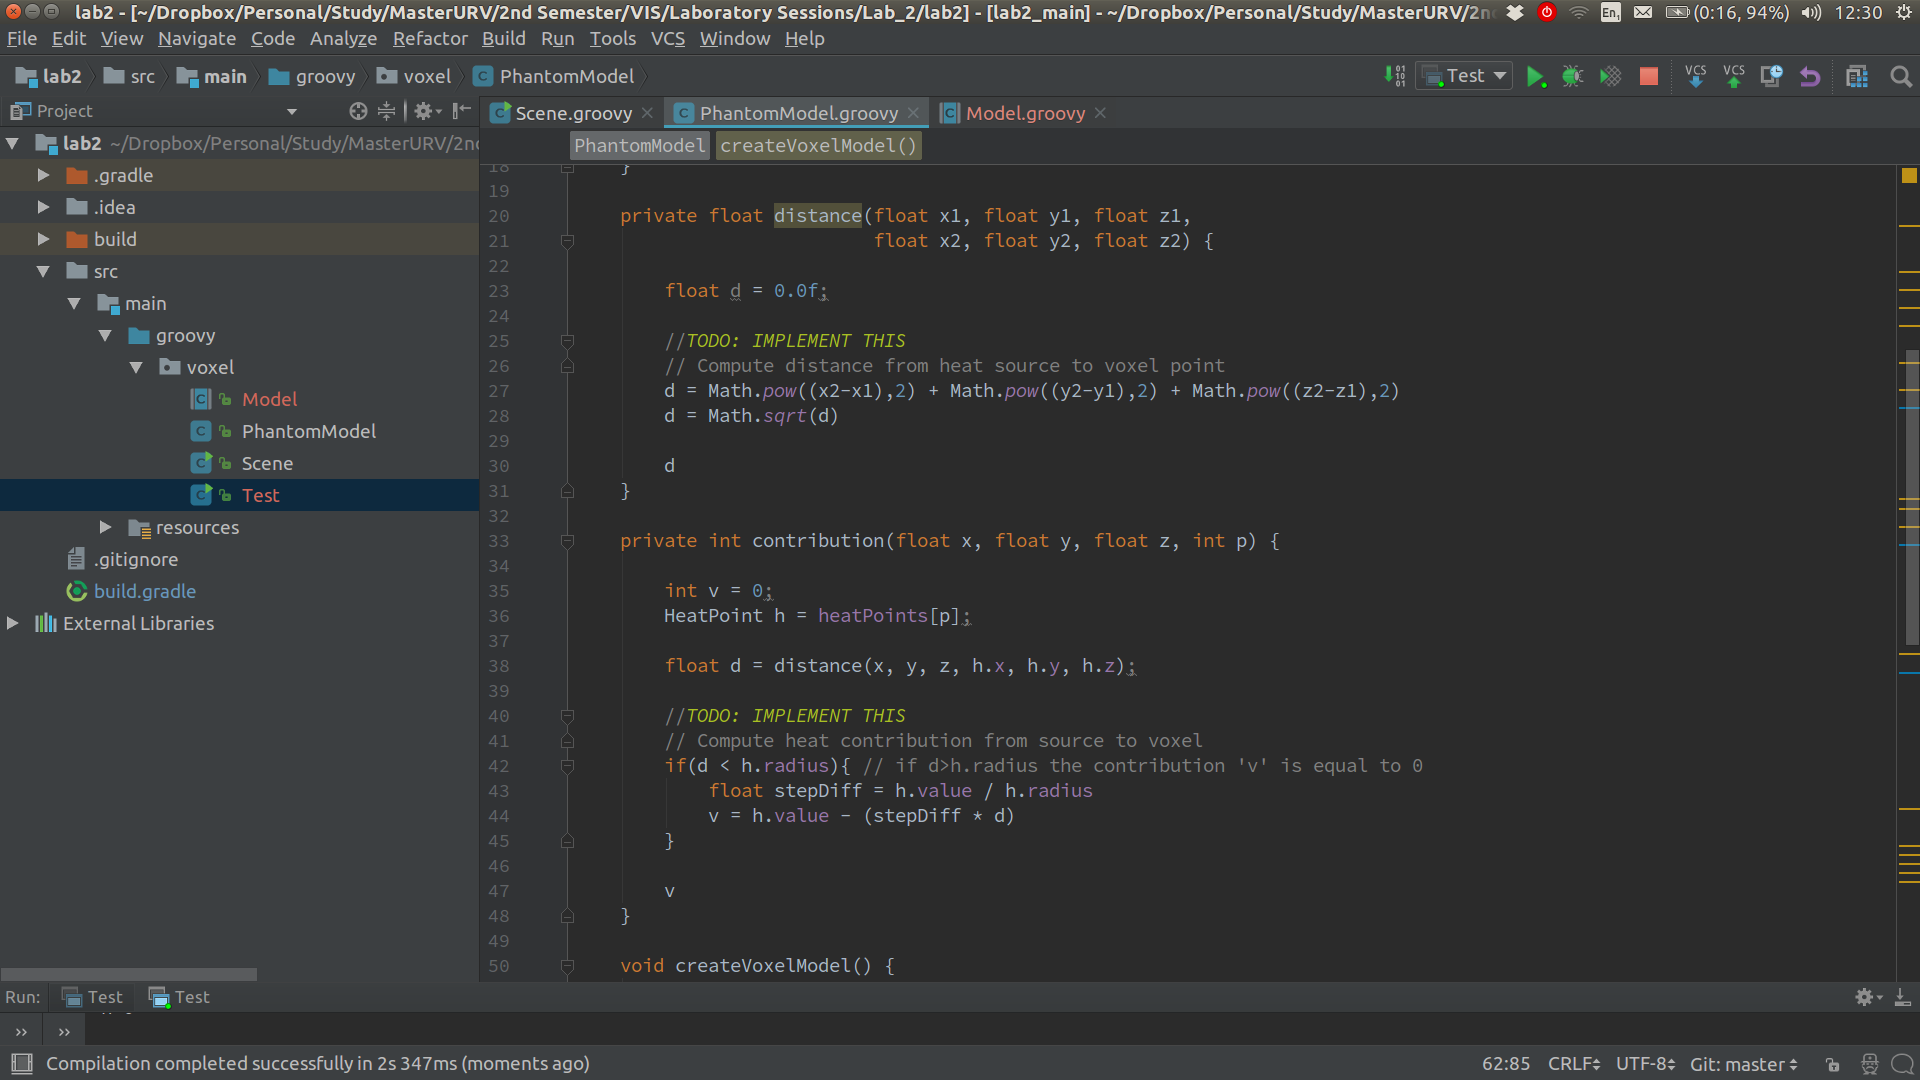 lab2 - [~/Dropbox/Personal/Study/MasterURV/2nd Semester/VIS/Laboratory Sessions/Lab_2/lab2] - [lab2_main] - ~/Dropbox/Personal/Study/MasterURV/2n
En1 (0:16, 94%) 12:30
File Edit View Navigate Code Analyze Refactor Build Run Tools VCS Window Help
lab2 src main groovy voxel PhantomModel
Test VCS VCS
Project
Scene.groovy PhantomModel.groovy Model.groovy
PhantomModel createVoxelModel()
lab2 ~/Dropbox/Personal/Study/MasterURV/2n
.gradle
.idea
build
src
main
groovy
voxel
Model
PhantomModel
Scene
Test
resources
.gitignore
build.gradle
External Libraries
18 }
19
20 private float distance(float x1, float y1, float z1,
21 float x2, float y2, float z2) {
22
23 float d = 0.0f;
24
25 //TODO: IMPLEMENT THIS
26 // Compute distance from heat source to voxel point
27 d = Math.pow((x2-x1),2) + Math.pow((y2-y1),2) + Math.pow((z2-z1),2)
28 d = Math.sqrt(d)
29
30 d
31 }
32
33 private int contribution(float x, float y, float z, int p) {
34
35 int v = 0;
36 HeatPoint h = heatPoints[p];
37
38 float d = distance(x, y, z, h.x, h.y, h.z);
39
40 //TODO: IMPLEMENT THIS
41 // Compute heat contribution from source to voxel
42 if(d < h.radius){ // if d>h.radius the contribution 'v' is equal to 0
43 float stepDiff = h.value / h.radius
44 v = h.value - (stepDiff * d)
45 }
46
47 v
48 }
49
50 void createVoxelModel() {
Run: Test Test
>> >>
Compilation completed successfully in 2s 347ms (moments ago) 62:85 CRLF UTF-8 Git: master